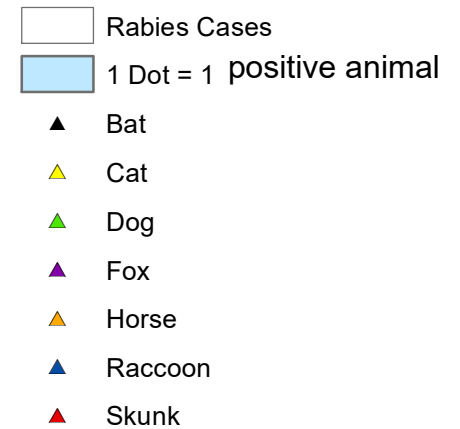 Rabies Cases
1 Dot = 1 positive animal
Bat
Cat
Dog
Fox
Horse
Raccoon
Skunk